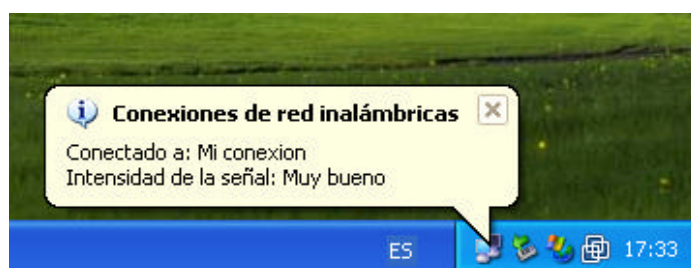 Conexiones de red inalámbricas
Conectado a: Mi conexion
Intensidad de la señal: Muy bueno
ES 17:33